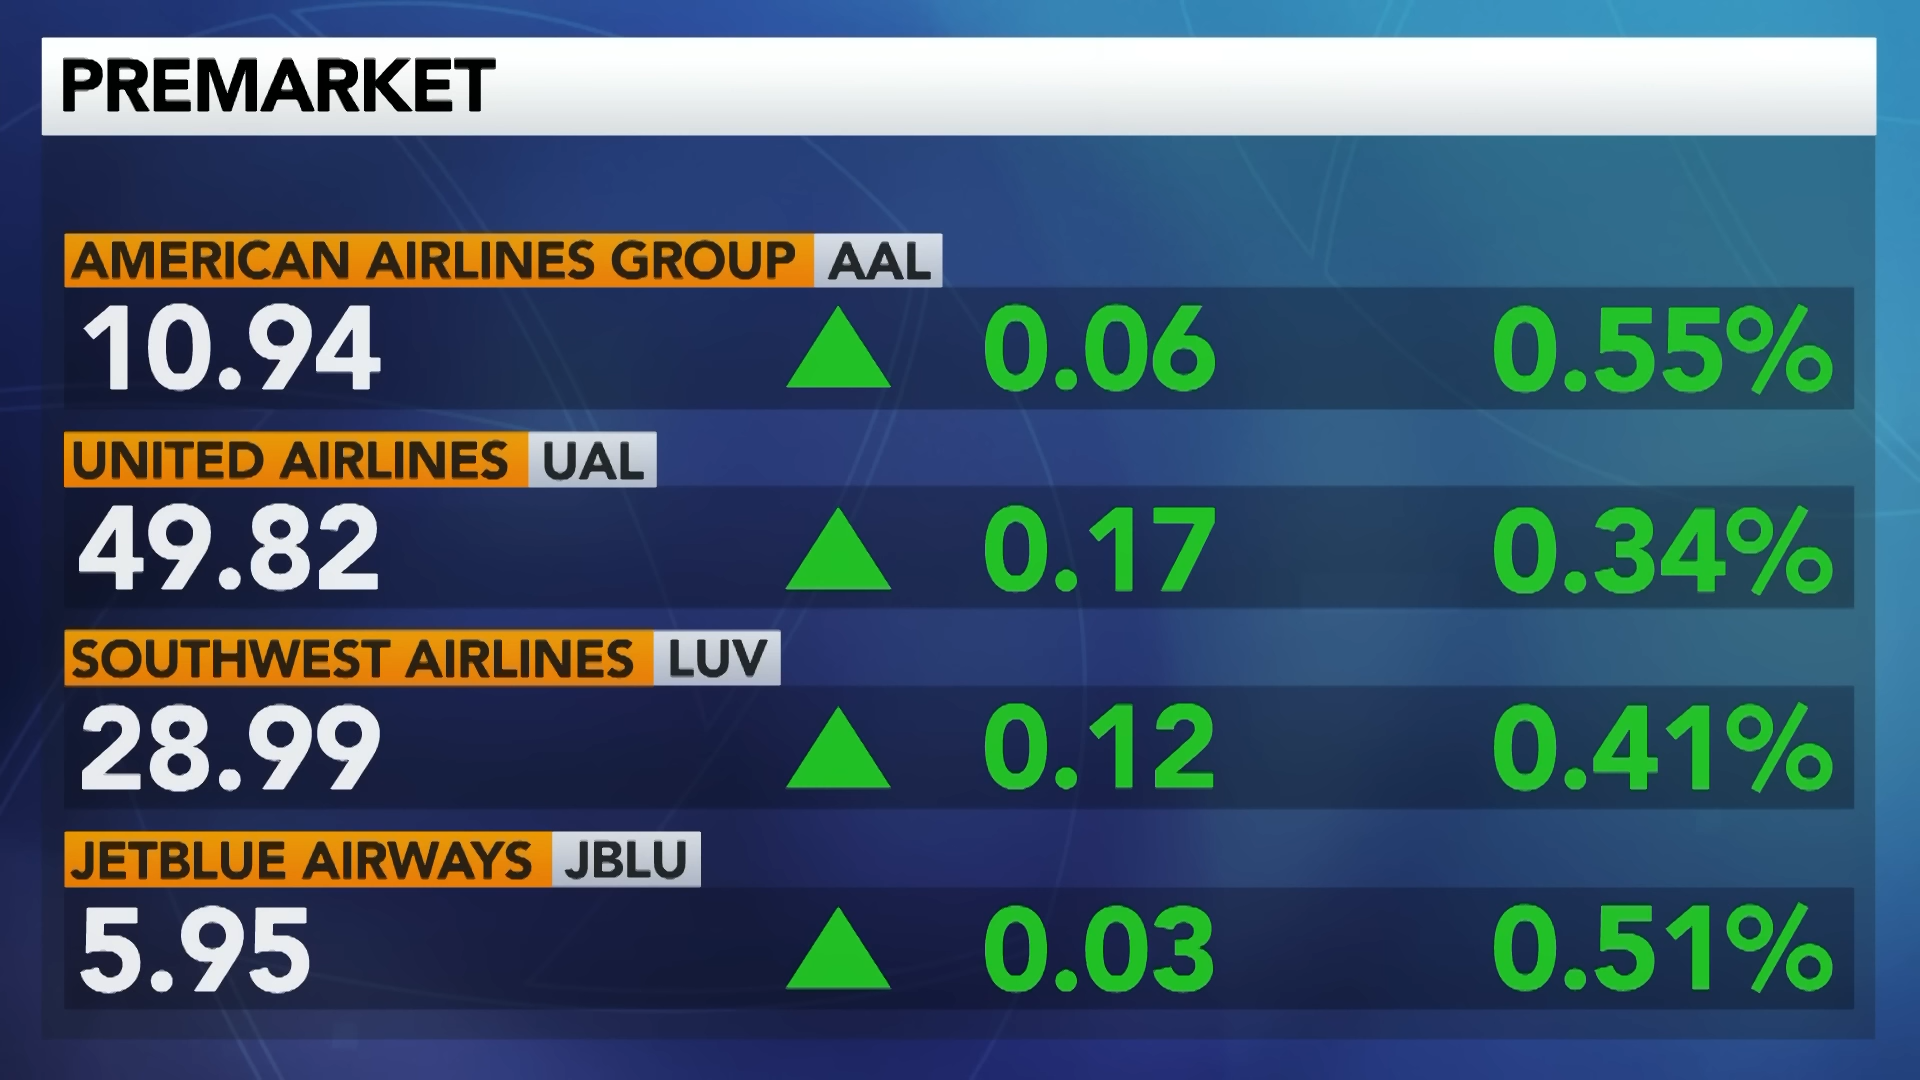 PREMARKET
AMERICAN AIRLINES GROUP AAL
10.94 ▲ 0.06 0.55%
UNITED AIRLINES UAL
49.82 ▲ 0.17 0.34%
SOUTHWEST AIRLINES LUV
28.99 ▲ 0.12 0.41%
JETBLUE AIRWAYS JBLU
5.95 ▲ 0.03 0.51%